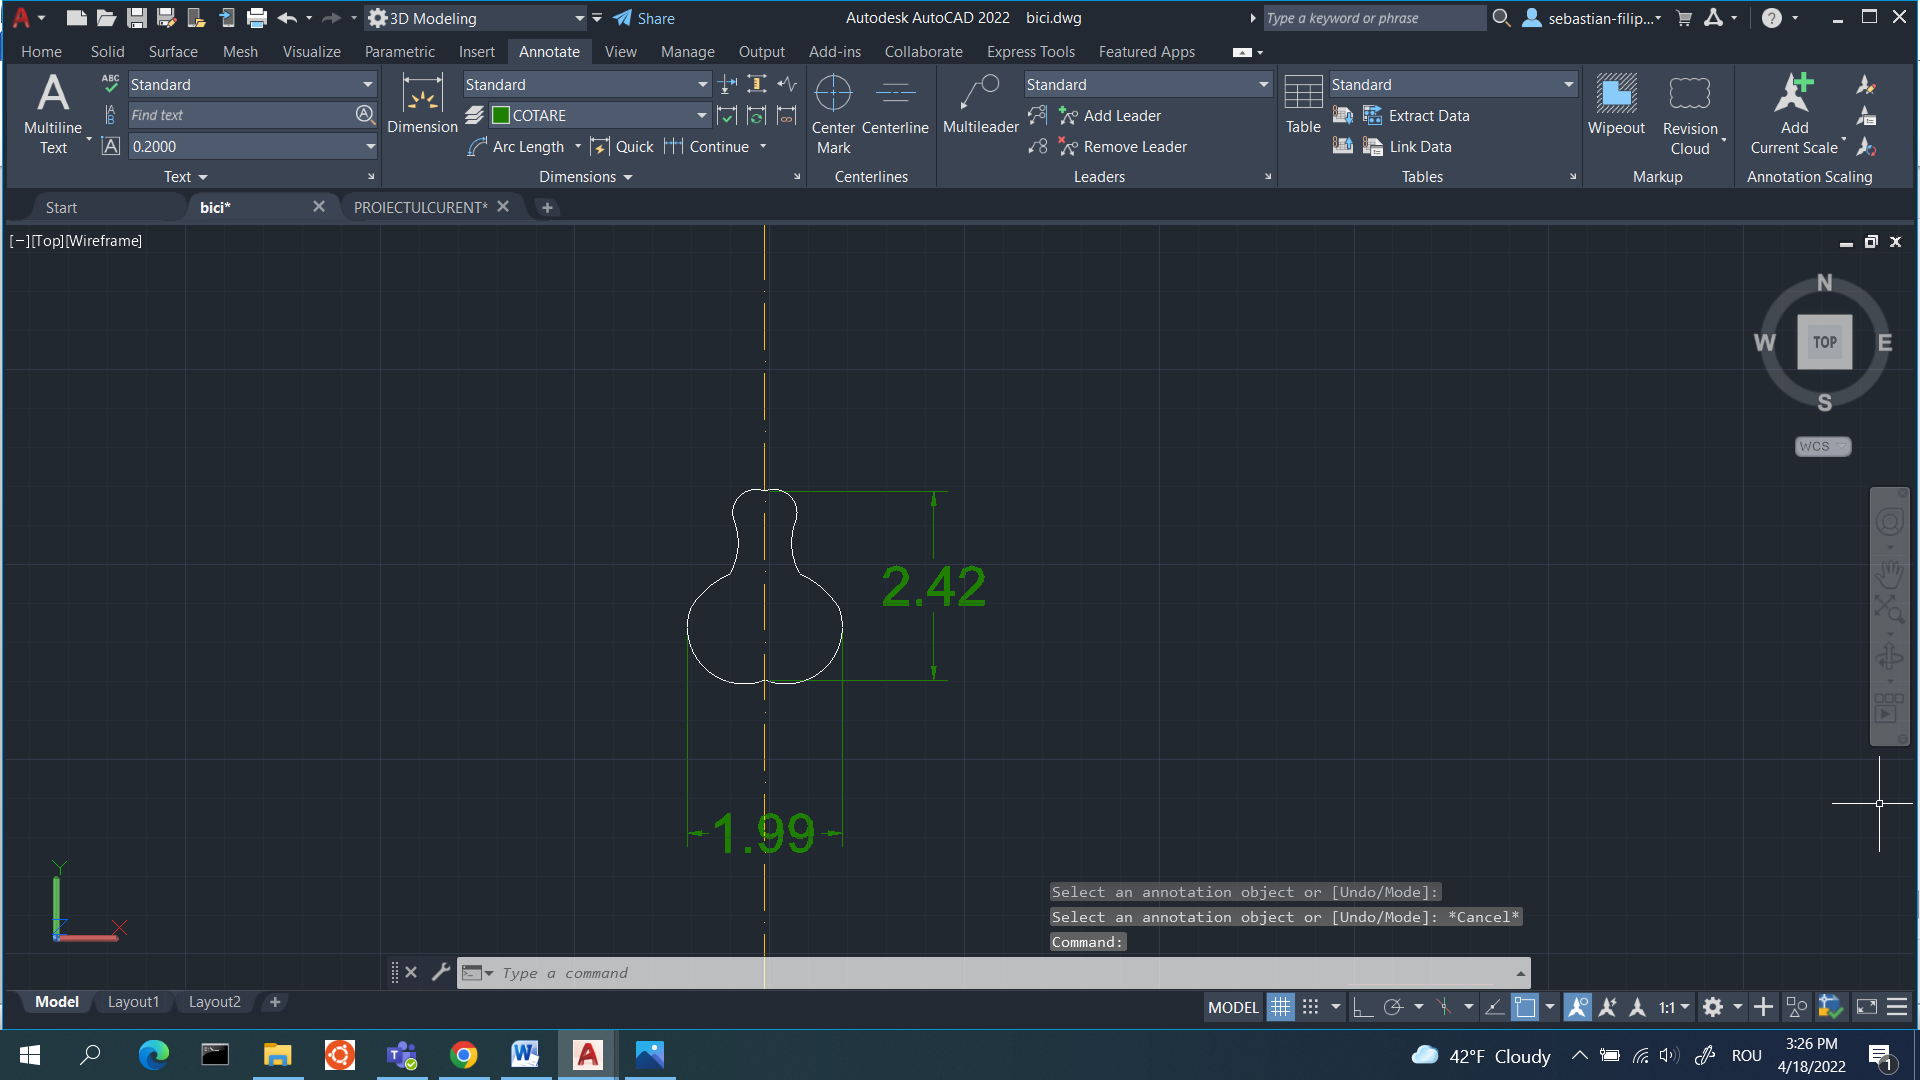 3D Modeling
Share
Autodesk AutoCAD 2022 bici.dwg
Type a keyword or phrase
sebastian-filip...
Home Solid Surface Mesh Visualize Parametric Insert Annotate View Manage Output Add-ins Collaborate Express Tools Featured Apps
Multiline Text
ABC
Standard
Find text
0.2000
Text
Dimension
Standard
COTARE
Arc Length
Quick
Continue
Dimensions
Center Mark
Centerline
Centerlines
Multileader
Standard
Add Leader
Remove Leader
Leaders
Table
Standard
Extract Data
Link Data
Tables
Wipeout
Revision Cloud
Markup
Add Current Scale
Annotation Scaling
Start
bici*
PROIECTULCURENT*
[−][Top][Wireframe]
N
W
TOP
E
S
WCS
2.42
1.99
Y
X
Z
Select an annotation object or [Undo/Mode]:
Select an annotation object or [Undo/Mode]: *Cancel*
Command:
Type a command
Model
Layout1
Layout2
MODEL
1:1
42°F Cloudy
ROU
3:26 PM
4/18/2022
1